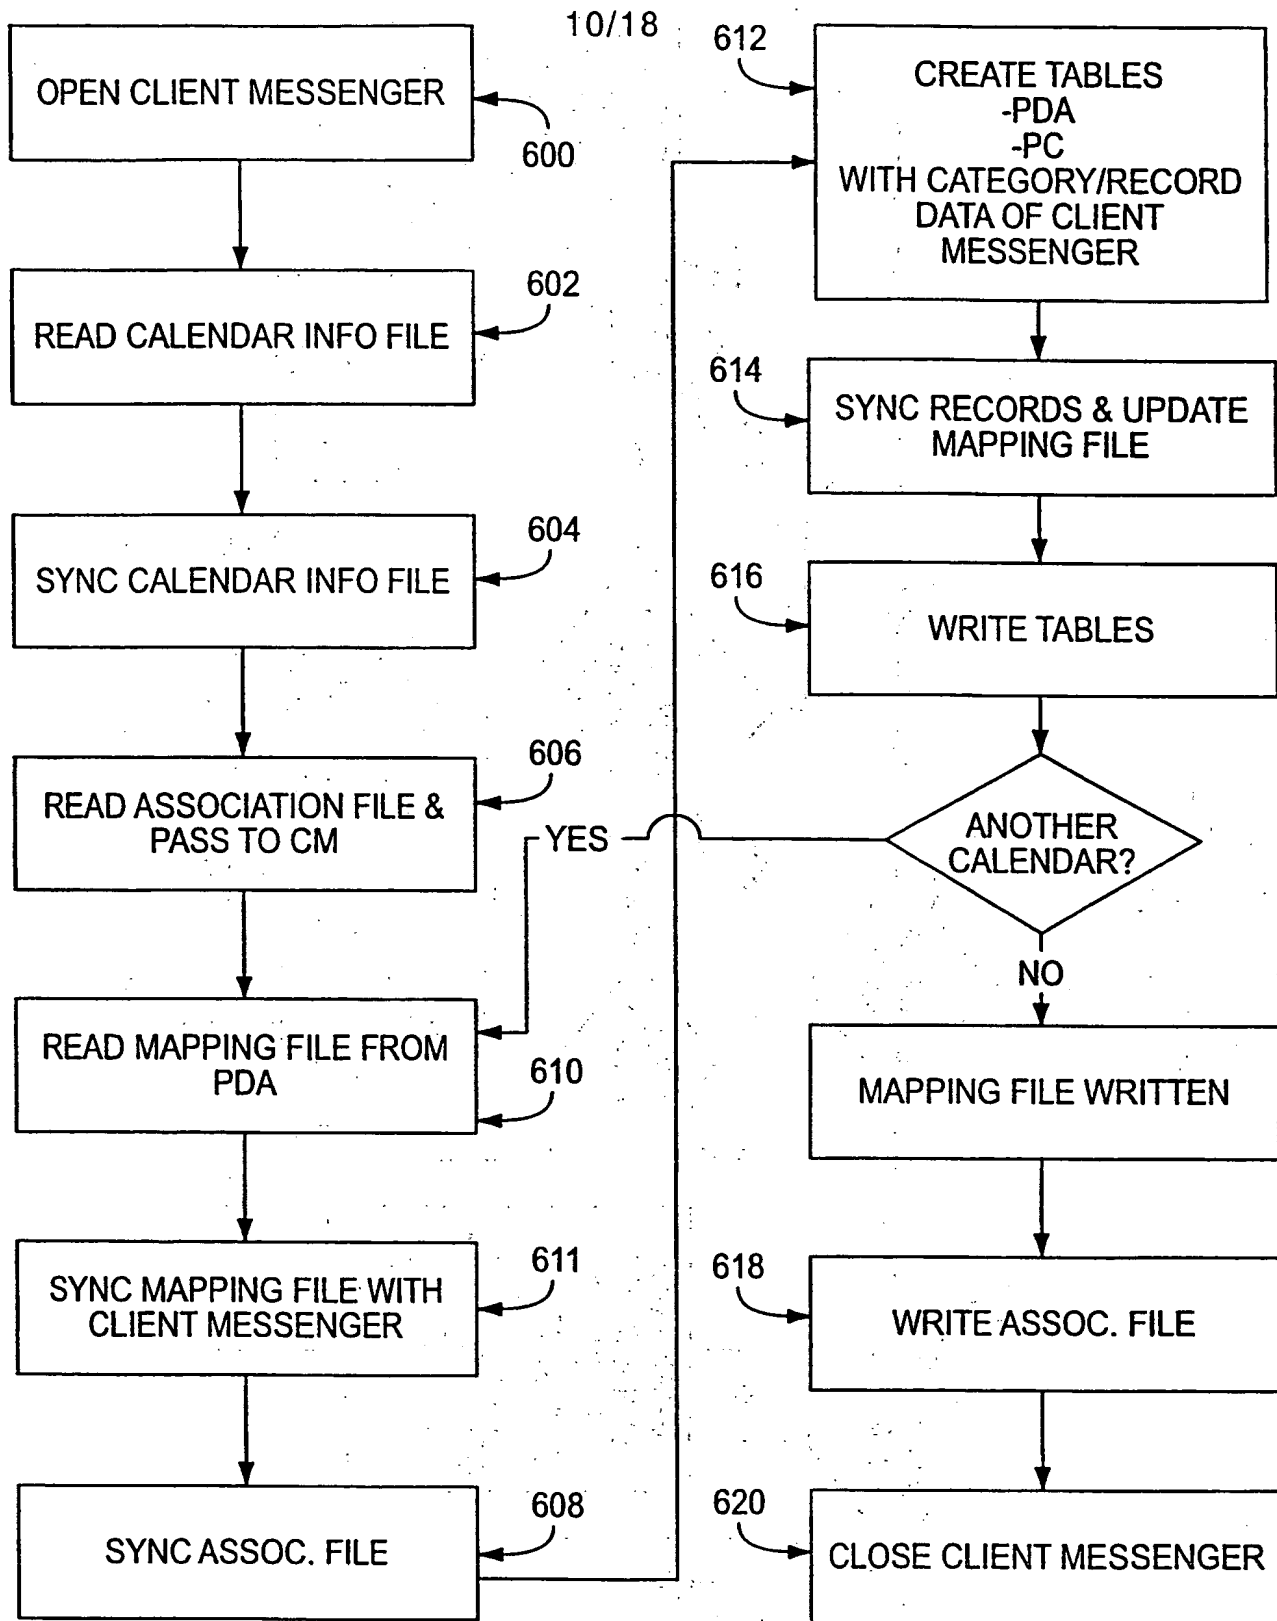 10/18
OPEN CLIENT MESSENGER
600
READ CALENDAR INFO FILE
602
SYNC CALENDAR INFO FILE
604
READ ASSOCIATION FILE &
PASS TO CM
606
READ MAPPING FILE FROM
PDA
610
SYNC MAPPING FILE WITH
CLIENT MESSENGER
611
SYNC ASSOC. FILE
608
612
CREATE TABLES
-PDA
-PC
WITH CATEGORY/RECORD
DATA OF CLIENT
MESSENGER
614
SYNC RECORDS & UPDATE
MAPPING FILE
616
WRITE TABLES
ANOTHER
CALENDAR?
YES
NO
MAPPING FILE WRITTEN
618
WRITE ASSOC. FILE
620
CLOSE CLIENT MESSENGER